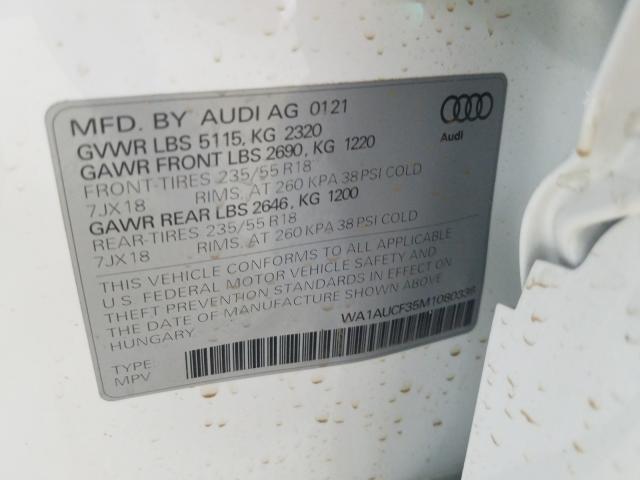 MFD. BY AUDI AG 0121
GVWR LBS 5115, KG 2320
GAWR FRONT LBS 2690, KG 1220
FRONT-TIRES 235/55 R18
7JX18 RIMS, AT 260 KPA 38 PSI COLD
GAWR REAR LBS 2646, KG 1200
REAR-TIRES 235/55 R18
7JX18 RIMS, AT 260 KPA 38 PSI COLD
Audi
THIS VEHICLE CONFORMS TO ALL APPLICABLE
U.S. FEDERAL MOTOR VEHICLE SAFETY AND
THEFT PREVENTION STANDARDS IN EFFECT ON
THE DATE OF MANUFACTURE SHOWN ABOVE.
HUNGARY
WA1AUCF35M1080336
TYPE
MPV